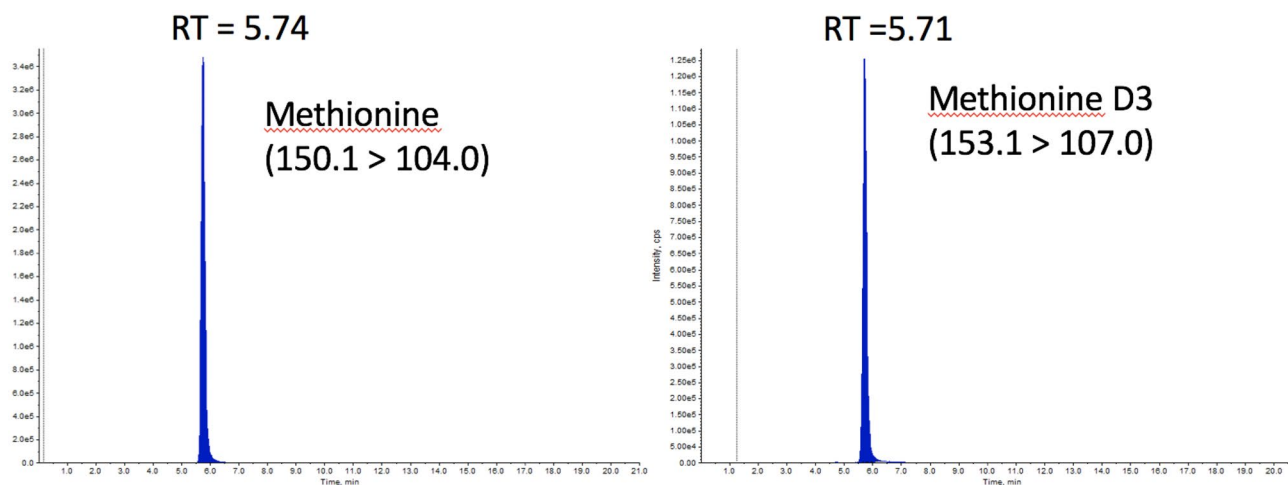 RT = 5.74
Methionine
(150.1 > 104.0)
3.4e6
3.2e6
3.0e6
2.8e6
2.6e6
2.4e6
2.2e6
2.0e6
1.8e6
1.6e6
1.4e6
1.2e6
1.0e6
8.0e5
6.0e5
4.0e5
2.0e5
0.0
1.0 2.0 3.0 4.0 5.0 6.0 7.0 8.0 9.0 10.0 11.0 12.0 13.0 14.0 15.0 16.0 17.0 18.0 19.0 20.0 21.0
Time, min
RT =5.71
Methionine D3
(153.1 > 107.0)
Intensity, cps
1.25e6
1.20e6
1.15e6
1.10e6
1.05e6
1.00e6
9.50e5
9.00e5
8.50e5
8.00e5
7.50e5
7.00e5
6.50e5
6.00e5
5.50e5
5.00e5
4.50e5
4.00e5
3.50e5
3.00e5
2.50e5
2.00e5
1.50e5
1.00e5
5.00e4
0.00
1.0 2.0 3.0 4.0 5.0 6.0 7.0 8.0 9.0 10.0 11.0 12.0 13.0 14.0 15.0 16.0 17.0 18.0 19.0 20.0
Time, min